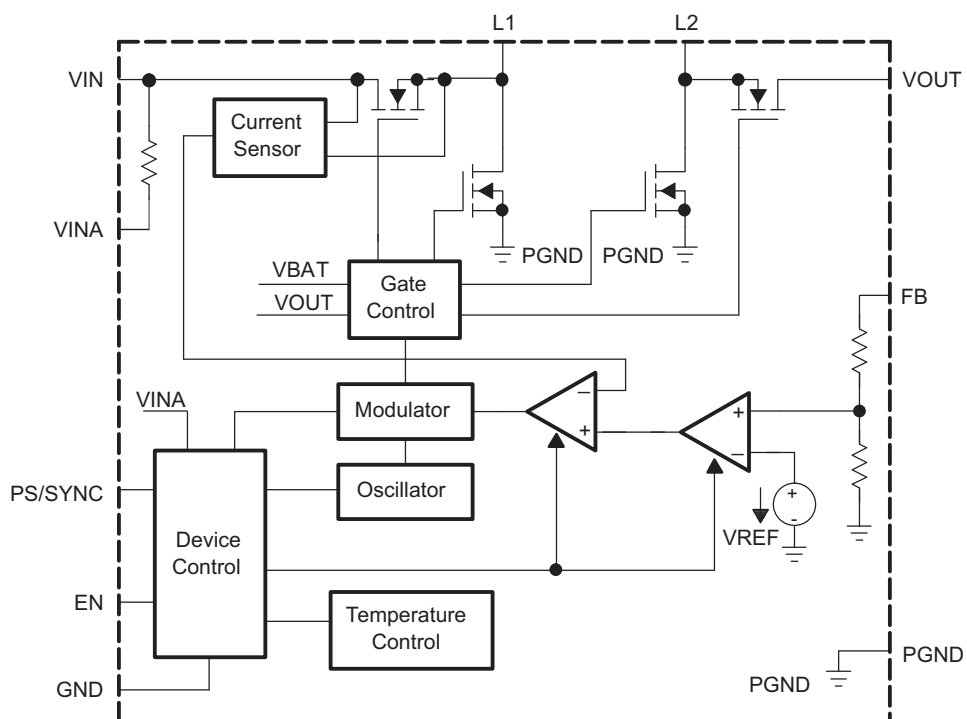 L1
L2
VIN
VOUT
Current
Sensor
VINA
PGND
PGND
VBAT
VOUT
Gate
Control
FB
VINA
Modulator
−
+
+
−
PS/SYNC
Oscillator
+
-
VREF
Device
Control
EN
Temperature
Control
GND
PGND
PGND